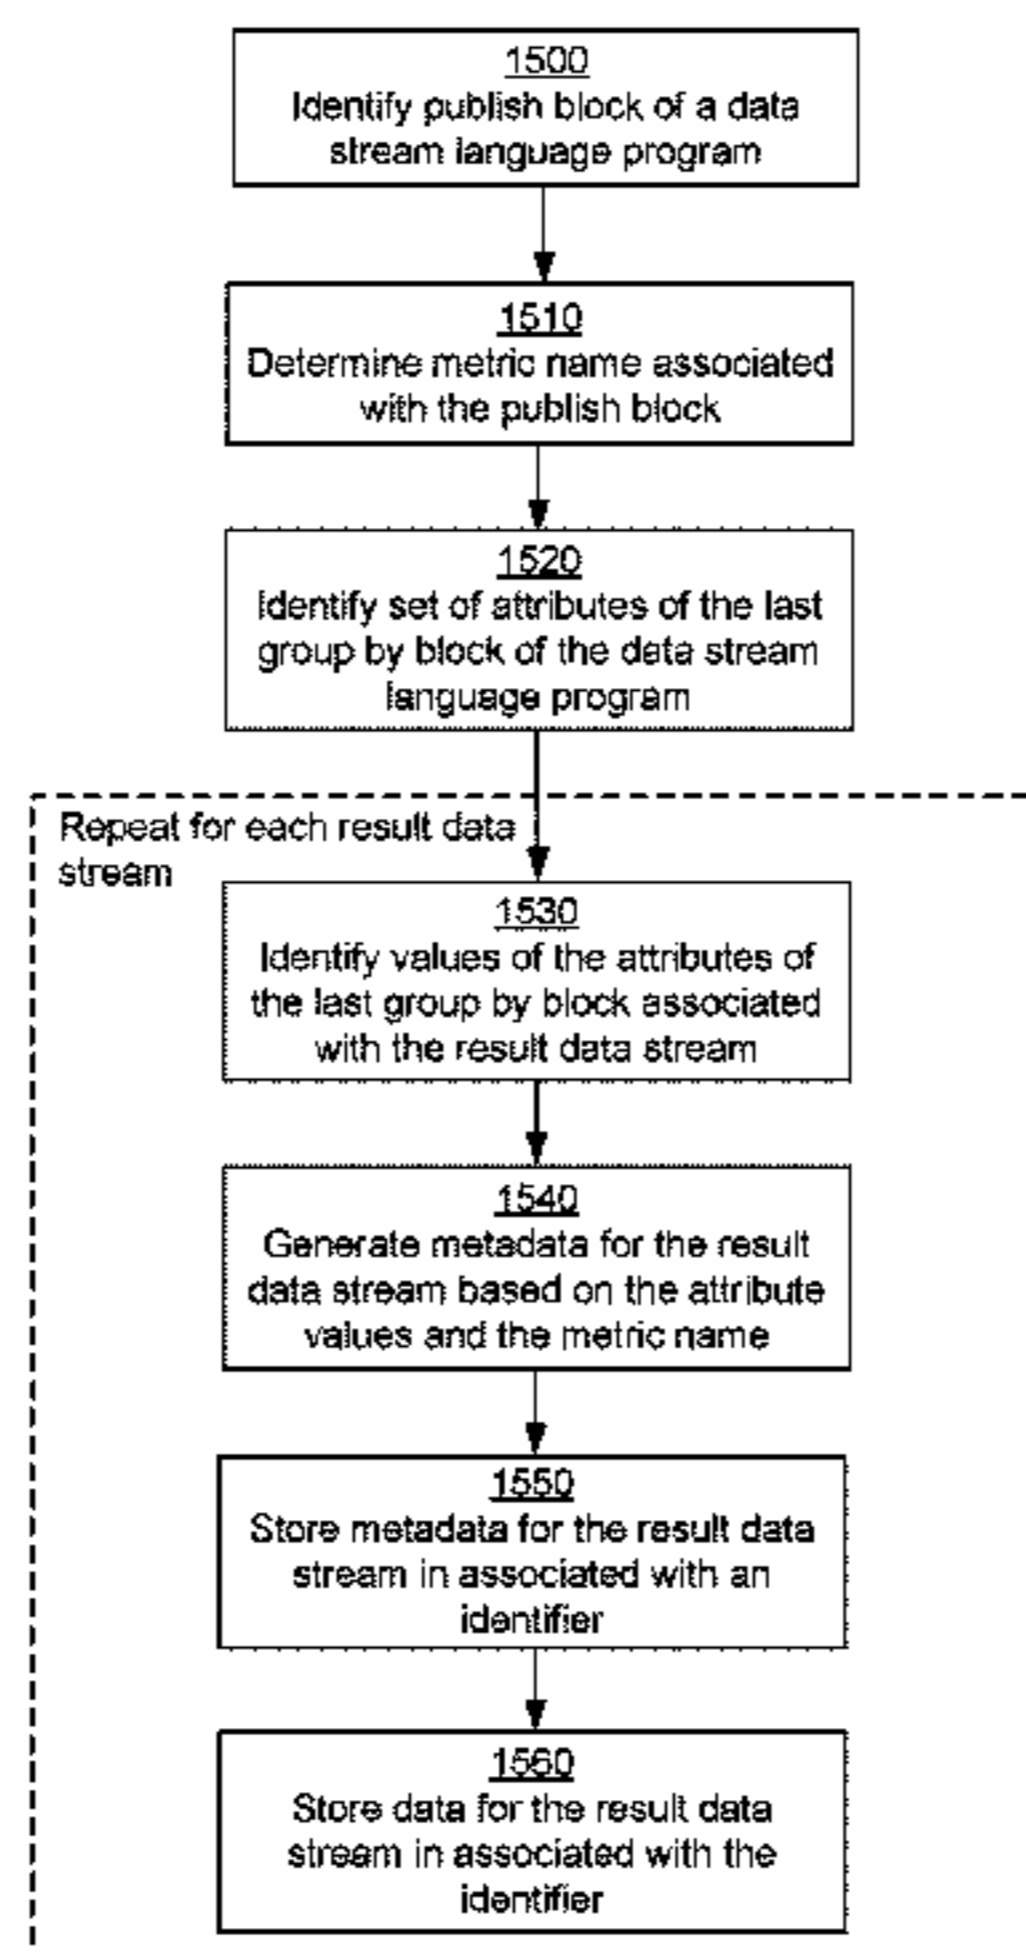 1500
Identify publish block of a data
stream language program
1510
Determine metric name associated
with the publish block
1520
Identify set of attributes of the last
group by block of the data stream
language program
Repeat for each result data
stream
1530
Identify values of the attributes of
the last group by block associated
with the result data stream
1540
Generate metadata for the result
data stream based on the attribute
values and the metric name
1550
Store metadata for the result data
stream in associated with an
identifier
1560
Store data for the result data
stream in associated with the
identifier